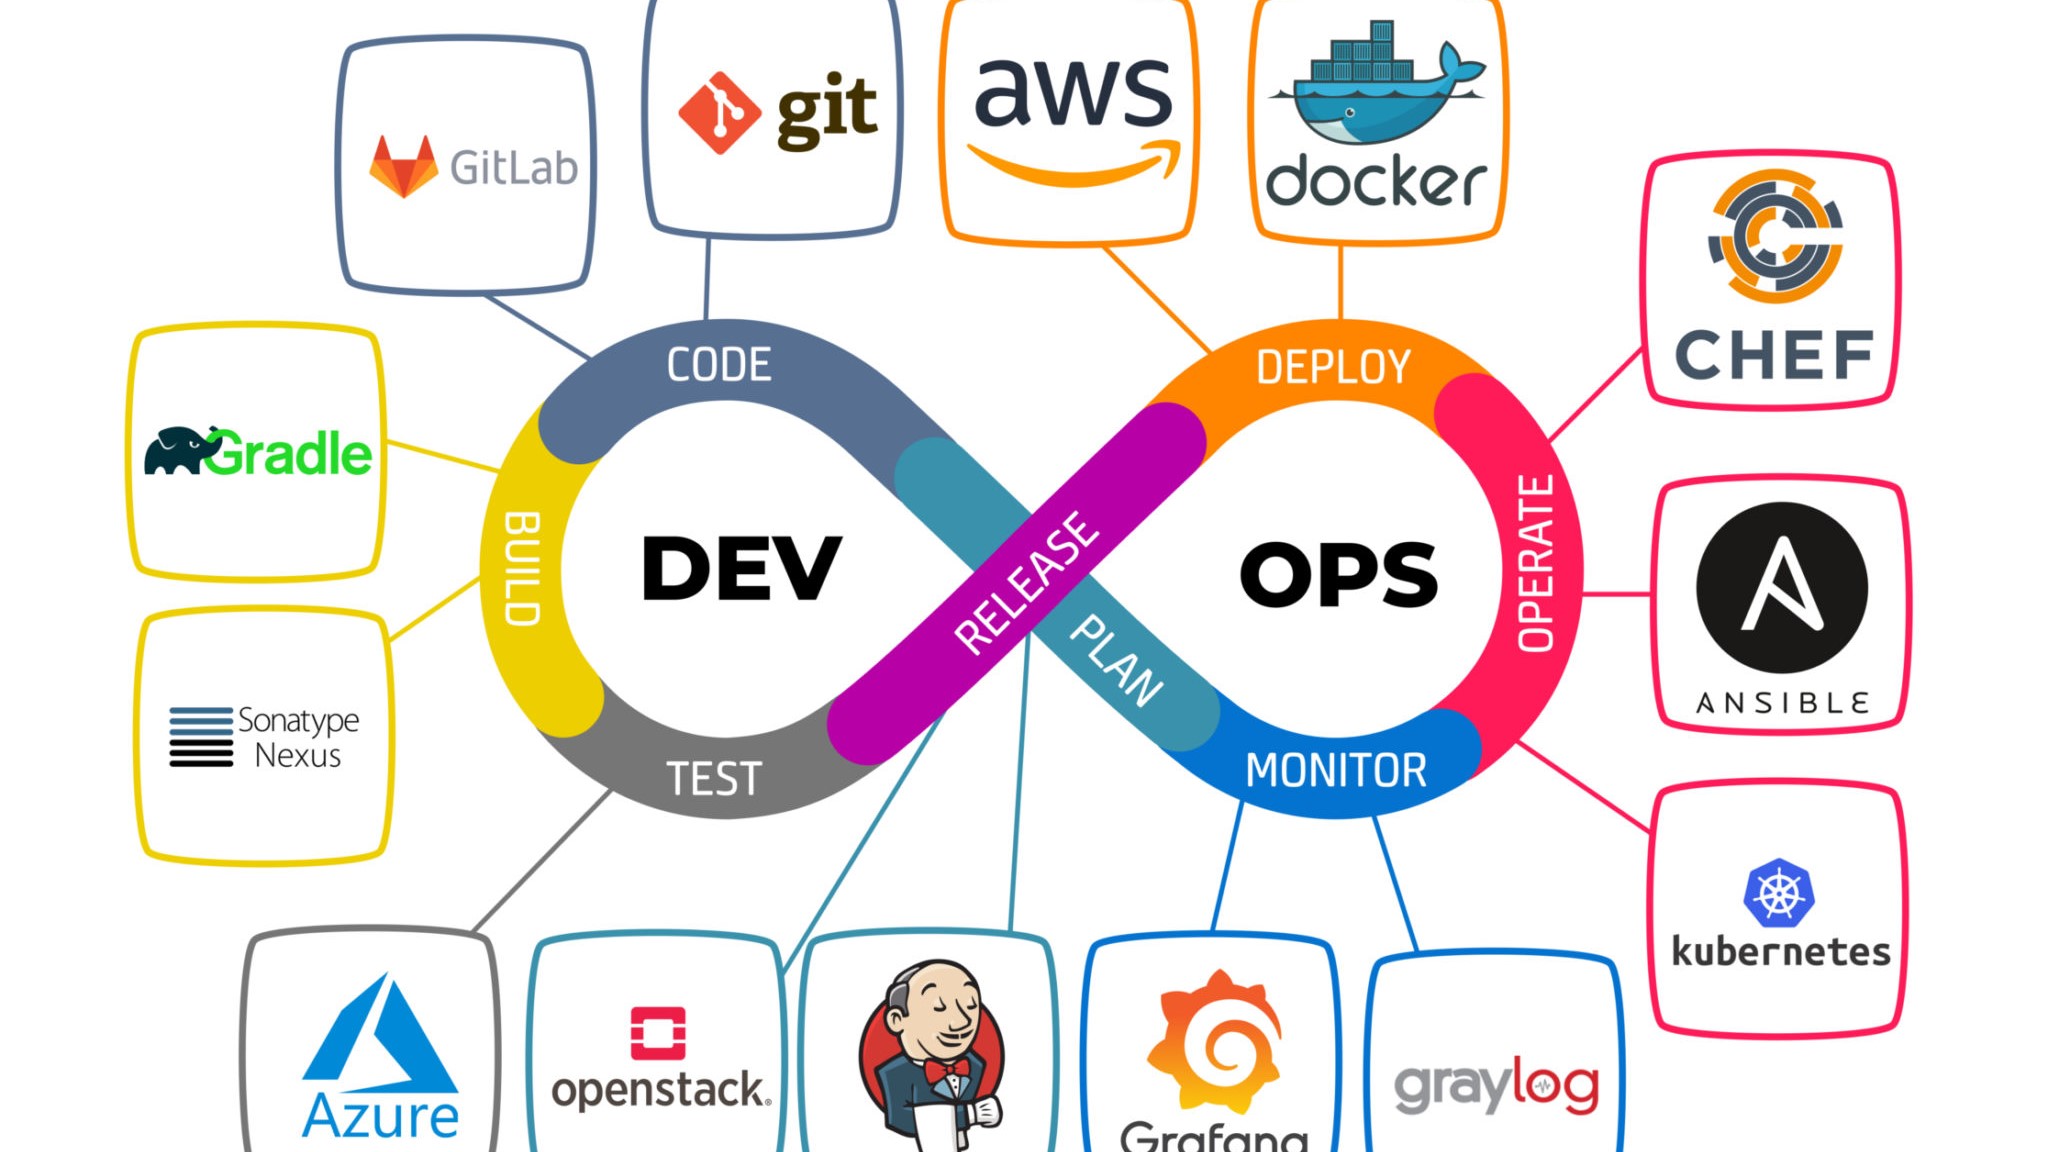 GitLab
git
aws
docker
CHEF
CODE
DEPLOY
Gradle
BUILD
DEV
RELEASE
PLAN
OPS
OPERATE
ANSIBLE
Sonatype
Nexus
TEST
MONITOR
kubernetes
Azure
openstack®
Grafana
graylog